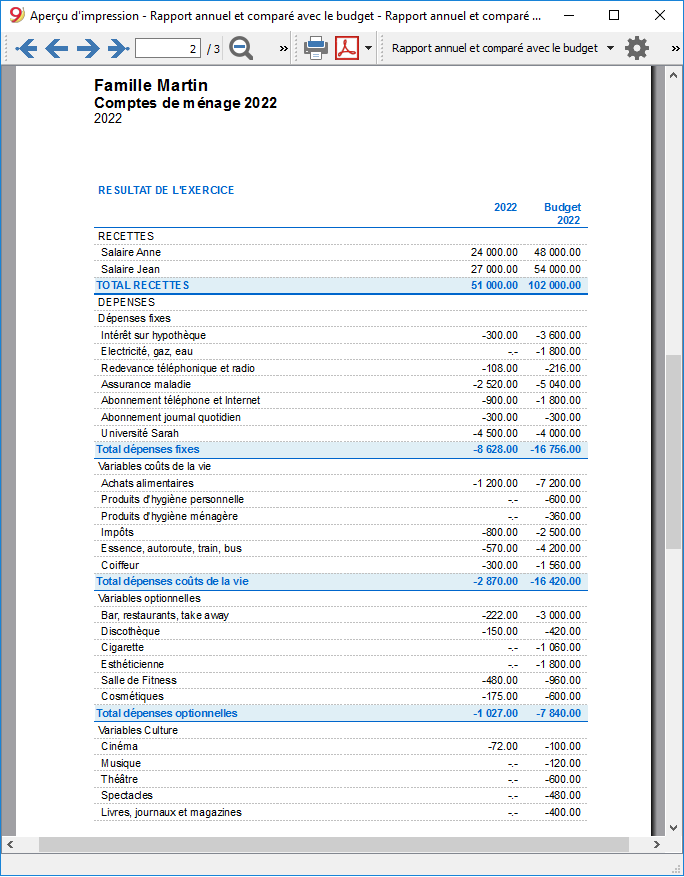 Aperçu d'impression - Rapport annuel et comparé avec le budget - Rapport annuel et comparé ...
2 / 3 » Rapport annuel et comparé avec le budget »
Famille Martin
Comptes de ménage 2022
2022
RESULTAT DE L'EXERCICE
2022 Budget
2022
RECETTES
Salaire Anne 24 000.00 48 000.00
Salaire Jean 27 000.00 54 000.00
TOTAL RECETTES 51 000.00 102 000.00
DEPENSES
Dépenses fixes
Intérêt sur hypothèque -300.00 -3 600.00
Electricité, gaz, eau -.- -1 800.00
Redevance téléphonique et radio -108.00 -216.00
Assurance maladie -2 520.00 -5 040.00
Abonnement téléphone et Internet -900.00 -1 800.00
Abonnement journal quotidien -300.00 -300.00
Université Sarah -4 500.00 -4 000.00
Total dépenses fixes -8 628.00 -16 756.00
Variables coûts de la vie
Achats alimentaires -1 200.00 -7 200.00
Produits d'hygiène personnelle -.- -600.00
Produits d'hygiène ménagère -.- -360.00
Impôts -800.00 -2 500.00
Essence, autoroute, train, bus -570.00 -4 200.00
Coiffeur -300.00 -1 560.00
Total dépenses coûts de la vie -2 870.00 -16 420.00
Variables optionnelles
Bar, restaurants, take away -222.00 -3 000.00
Discothèque -150.00 -420.00
Cigarette -.- -1 060.00
Esthéticienne -.- -1 800.00
Salle de Fitness -480.00 -960.00
Cosmétiques -175.00 -600.00
Total dépenses optionnelles -1 027.00 -7 840.00
Variables Culture
Cinéma -72.00 -100.00
Musique -.- -120.00
Théâtre -.- -600.00
Spectacles -.- -480.00
Livres, journaux et magazines -.- -400.00